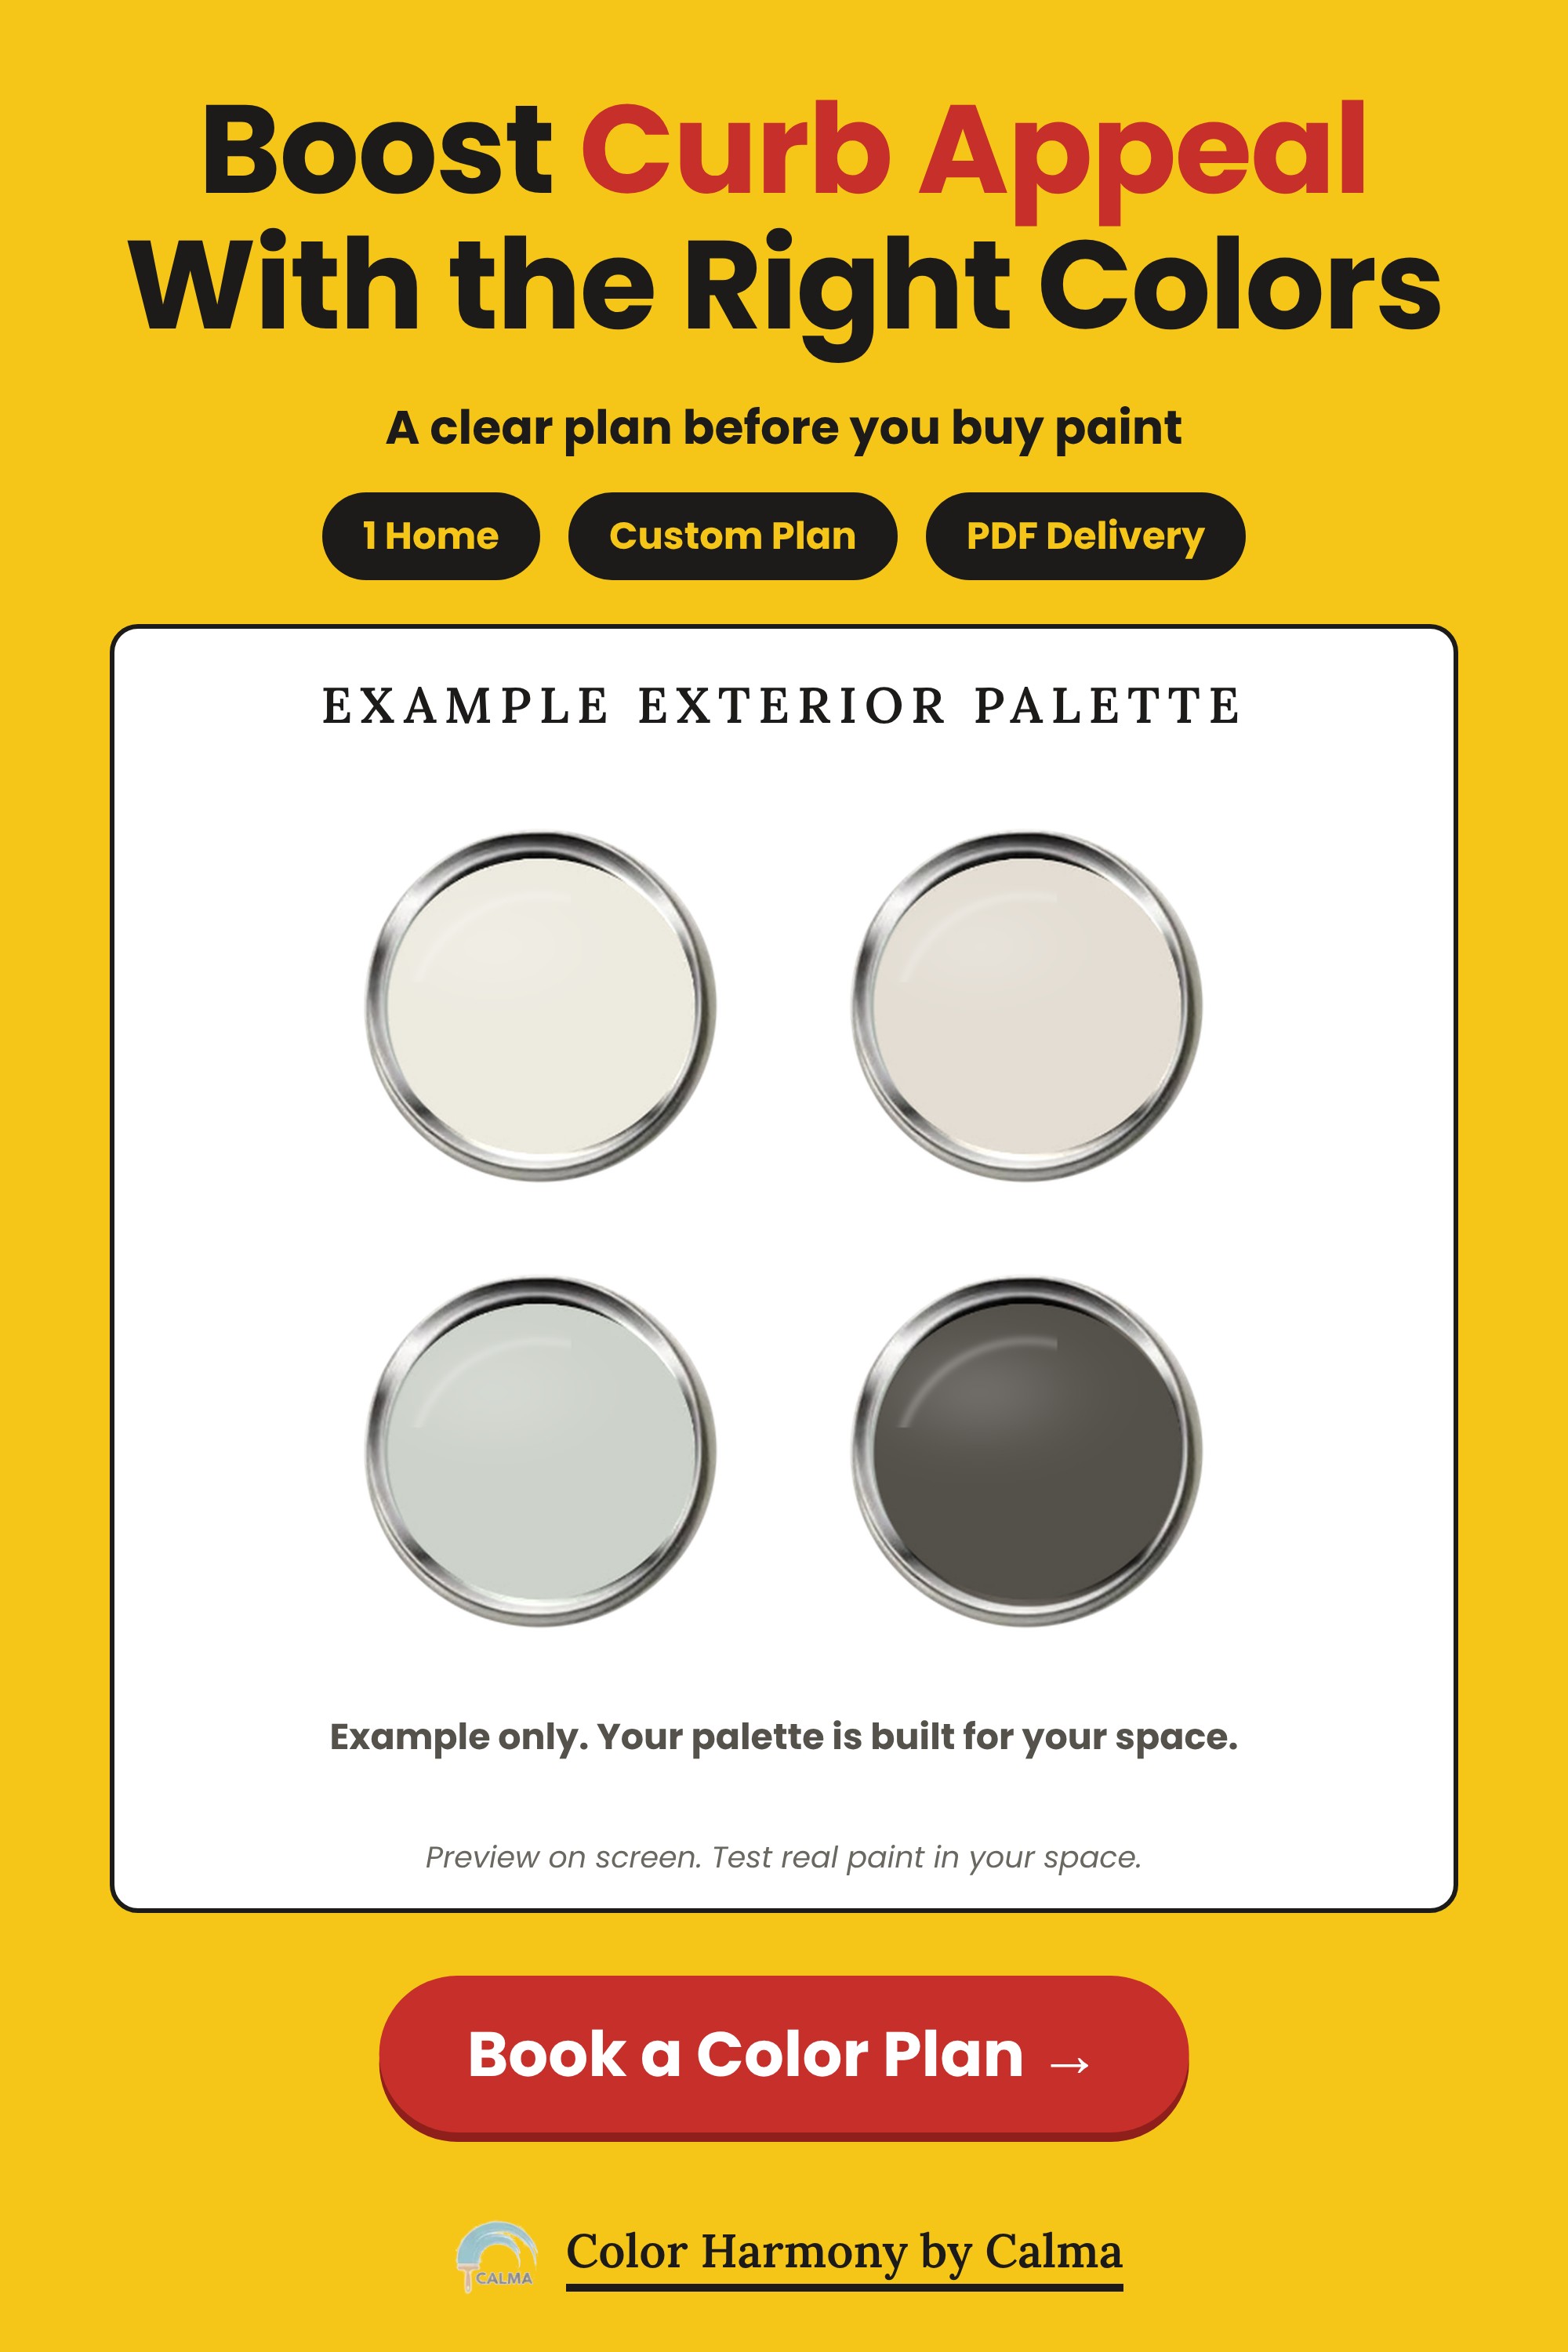 Boost Curb Appeal
With the Right Colors
A clear plan before you buy paint
1 Home
Custom Plan
PDF Delivery
EXAMPLE EXTERIOR PALETTE
Example only. Your palette is built for your space.
Preview on screen. Test real paint in your space.
Book a Color Plan →
CALMA
Color Harmony by Calma